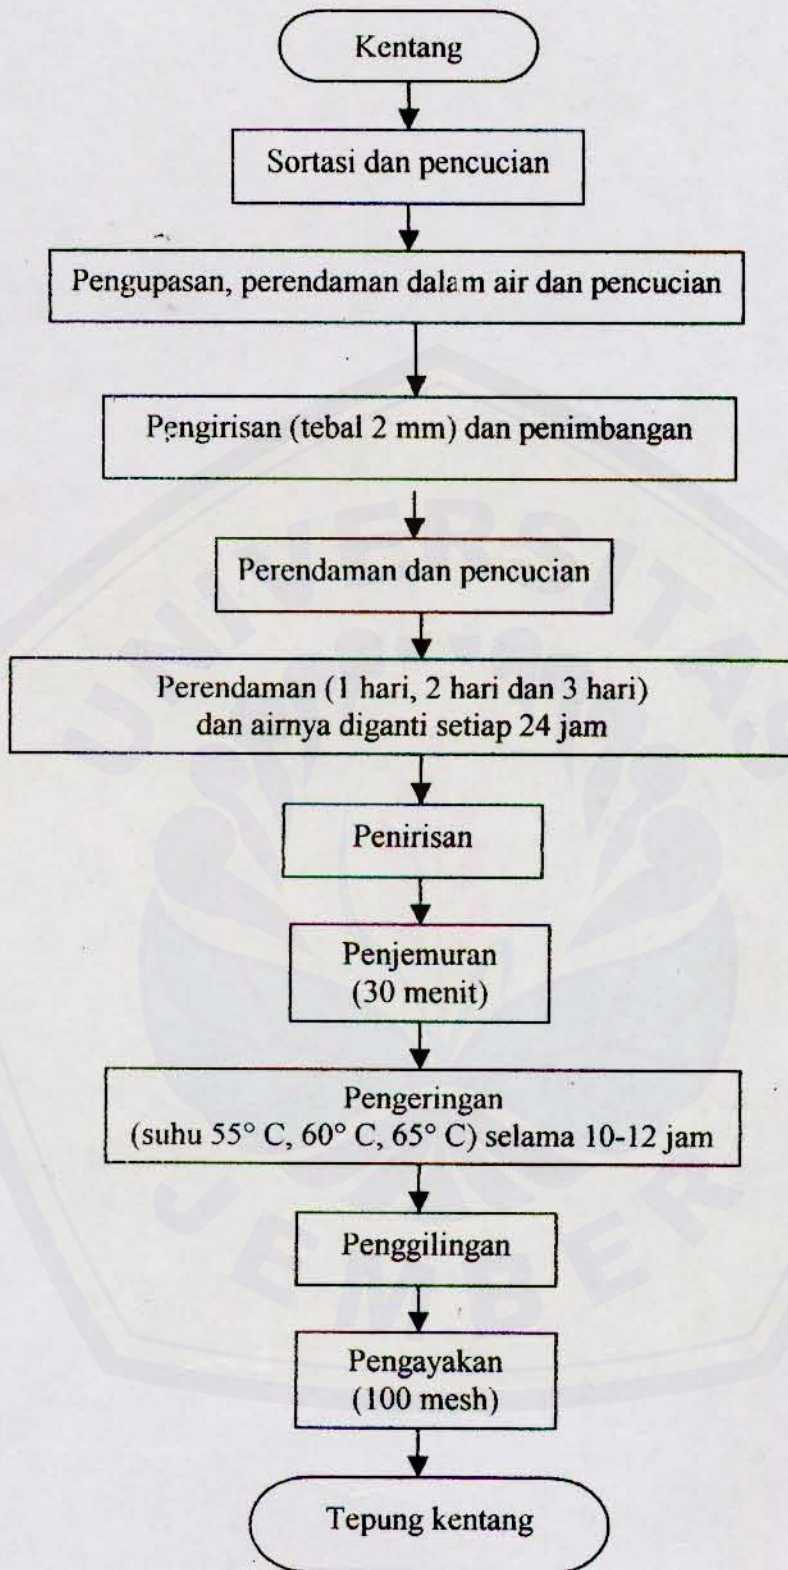 Kentang
Sortasi dan pencucian
Pengupasan, perendaman dalam air dan pencucian
Pengirisan (tebal 2 mm) dan penimbangan
Perendaman dan pencucian
Perendaman (1 hari, 2 hari dan 3 hari)
dan airnya diganti setiap 24 jam
Penirisan
Penjemuran
(30 menit)
Pengeringan
(suhu 55° C, 60° C, 65° C) selama 10-12 jam
Penggilingan
Pengayakan
(100 mesh)
Tepung kentang
UNIVERSITAS
JEMBER